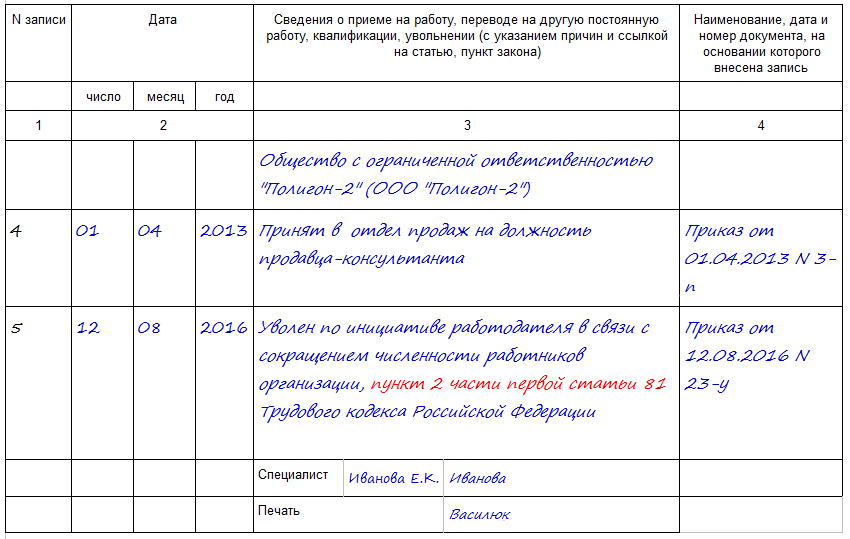 N записи
Дата
Сведения о приеме на работу, переводе на другую постоянную
работу, квалификации, увольнении (с указанием причин и ссылкой
на статью, пункт закона)
Наименование, дата и
номер документа, на
основании которого
внесена запись
число месяц год
1 2 3 4
Общество с ограниченной ответственностью
"Полигон-2" (ООО "Полигон-2")
4 01 04 2013 Принят в отдел продаж на должность
продавца-консультанта
Приказ от
01.04.2013 N 3-
п
5 12 08 2016 Уволен по инициативе работодателя в связи с
сокращением численности работников
организации, пункт 2 части первой статьи 81
Трудового кодекса Российской Федерации
Приказ от
12.08.2016 N
23-у
Специалист Иванова Е.К. Иванова
Печать Василюк